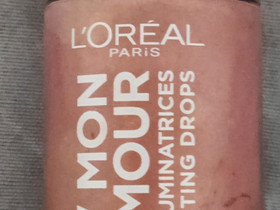 L'ORÉAL
PARIS
MON
MOUR
UMINATRICES
TING DROPS